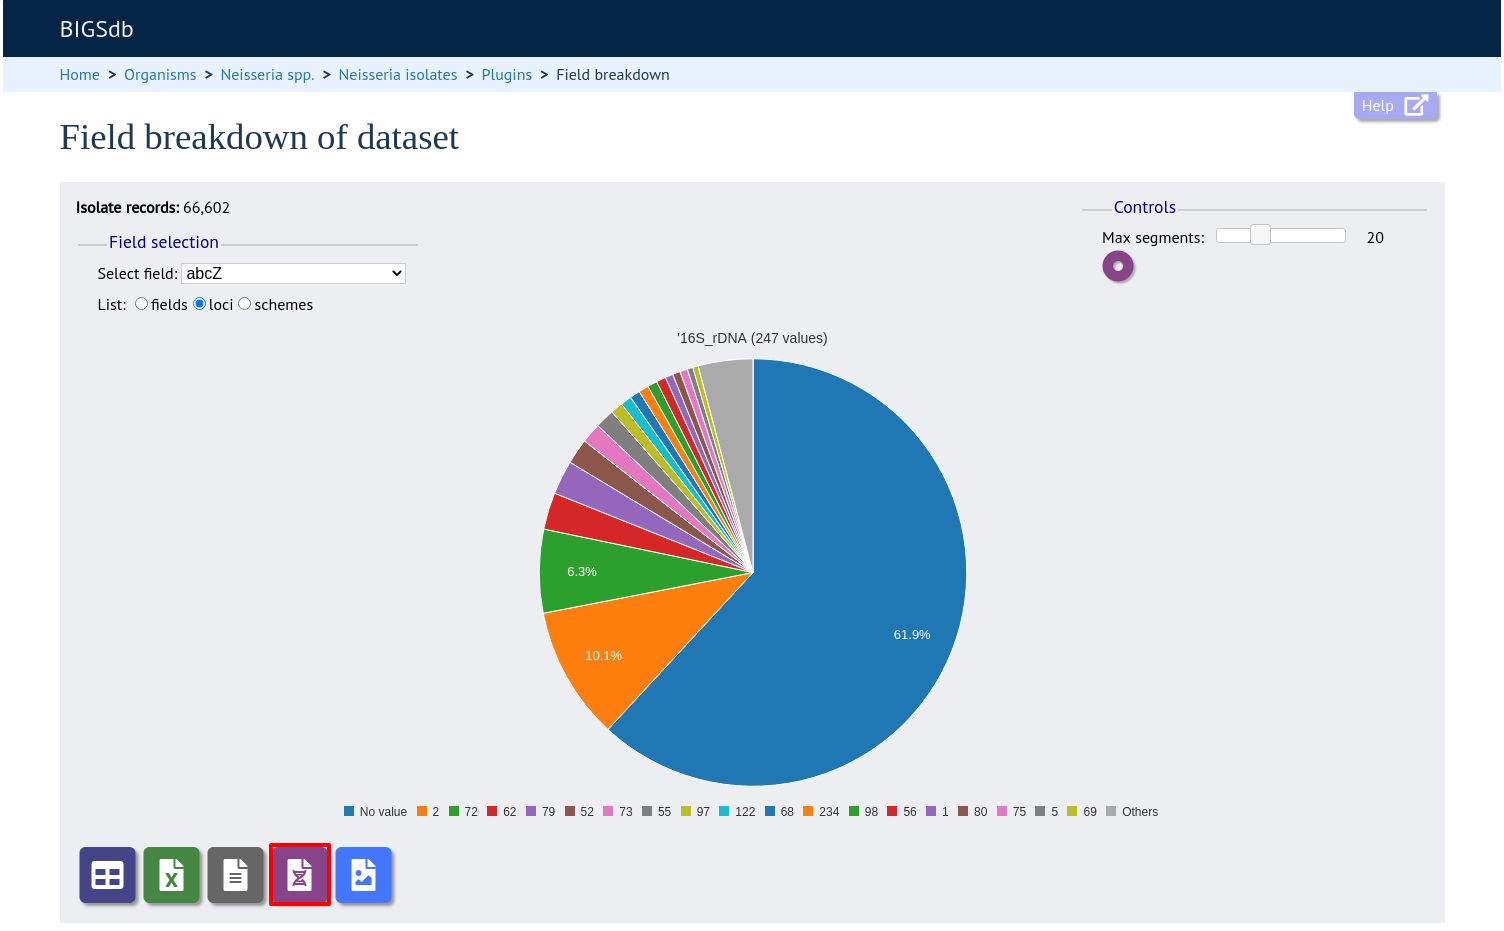 BIGSdb
Home > Organisms > Neisseria spp. > Neisseria isolates > Plugins > Field breakdown
Help
Field breakdown of dataset
Isolate records: 66,602
Controls
Field selection
Max segments: 20
Select field: abcZ
List: fields loci schemes
'16S_rDNA (247 values)
6.3%
61.9%
10.1%
No value 2 72 62 79 52 73 55 97 122 68 234 98 56 1 80 75 5 69 Others
X